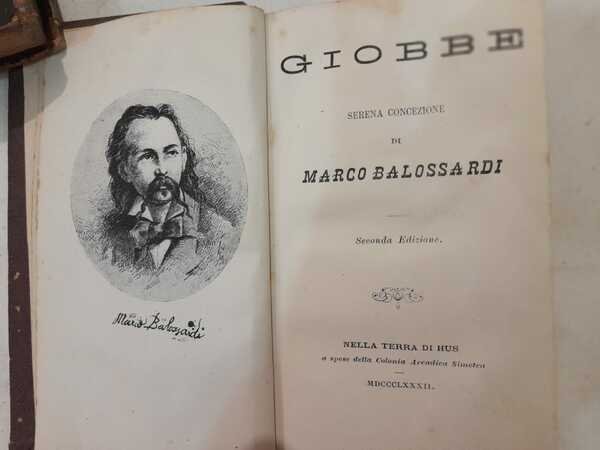 Marco Balossardi
GIOBBE
SERENA CONCEZIONE
DI
MARCO BALOSSARDI
Seconda Edizione.
NELLA TERRA DI HUS
a spese della Colonia Arcadica Simetea
MDCCCLXXXII.